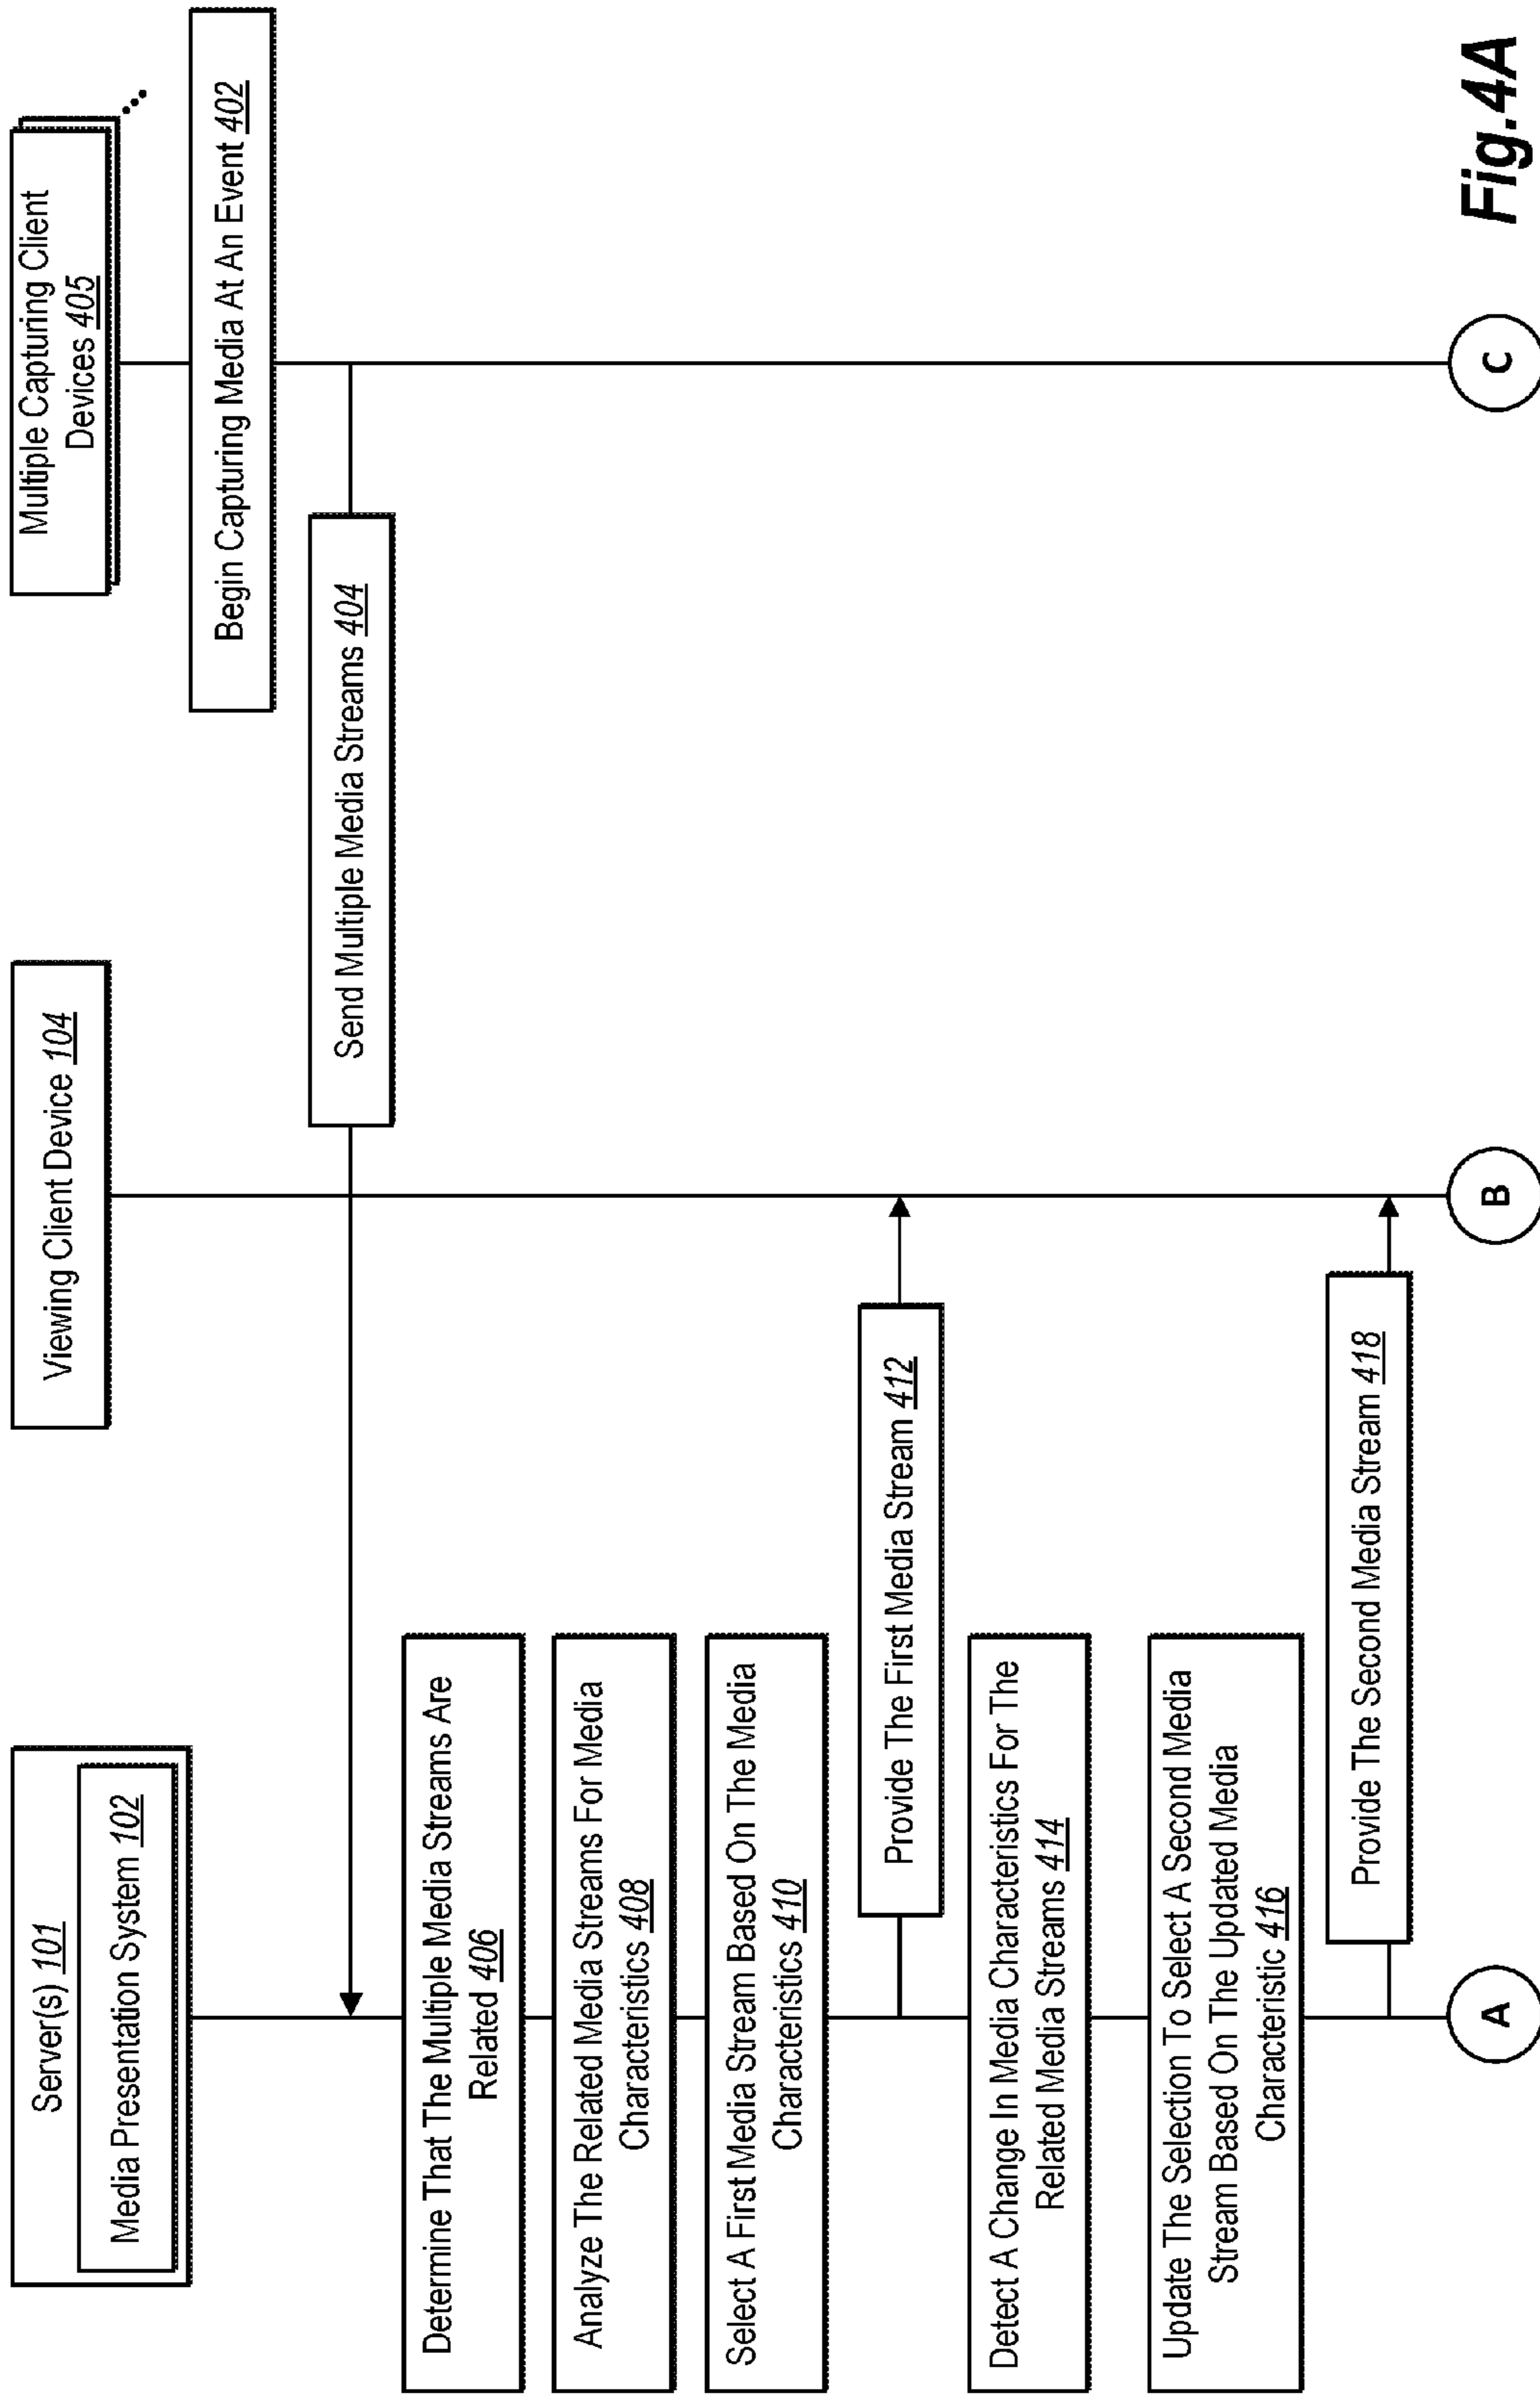 Server(s) 101
Media Presentation System 102
Viewing Client Device 104
Multiple Capturing Client
Devices 405
Begin Capturing Media At An Event 402
Send Multiple Media Streams 404
Determine That The Multiple Media Streams Are
Related 406
Analyze The Related Media Streams For Media
Characteristics 408
Select A First Media Stream Based On The Media
Characteristics 410
Provide The First Media Stream 412
Detect A Change In Media Characteristics For The
Related Media Streams 414
Update The Selection To Select A Second Media
Stream Based On The Updated Media
Characteristic 416
Provide The Second Media Stream 418
A
B
C
Fig.4A